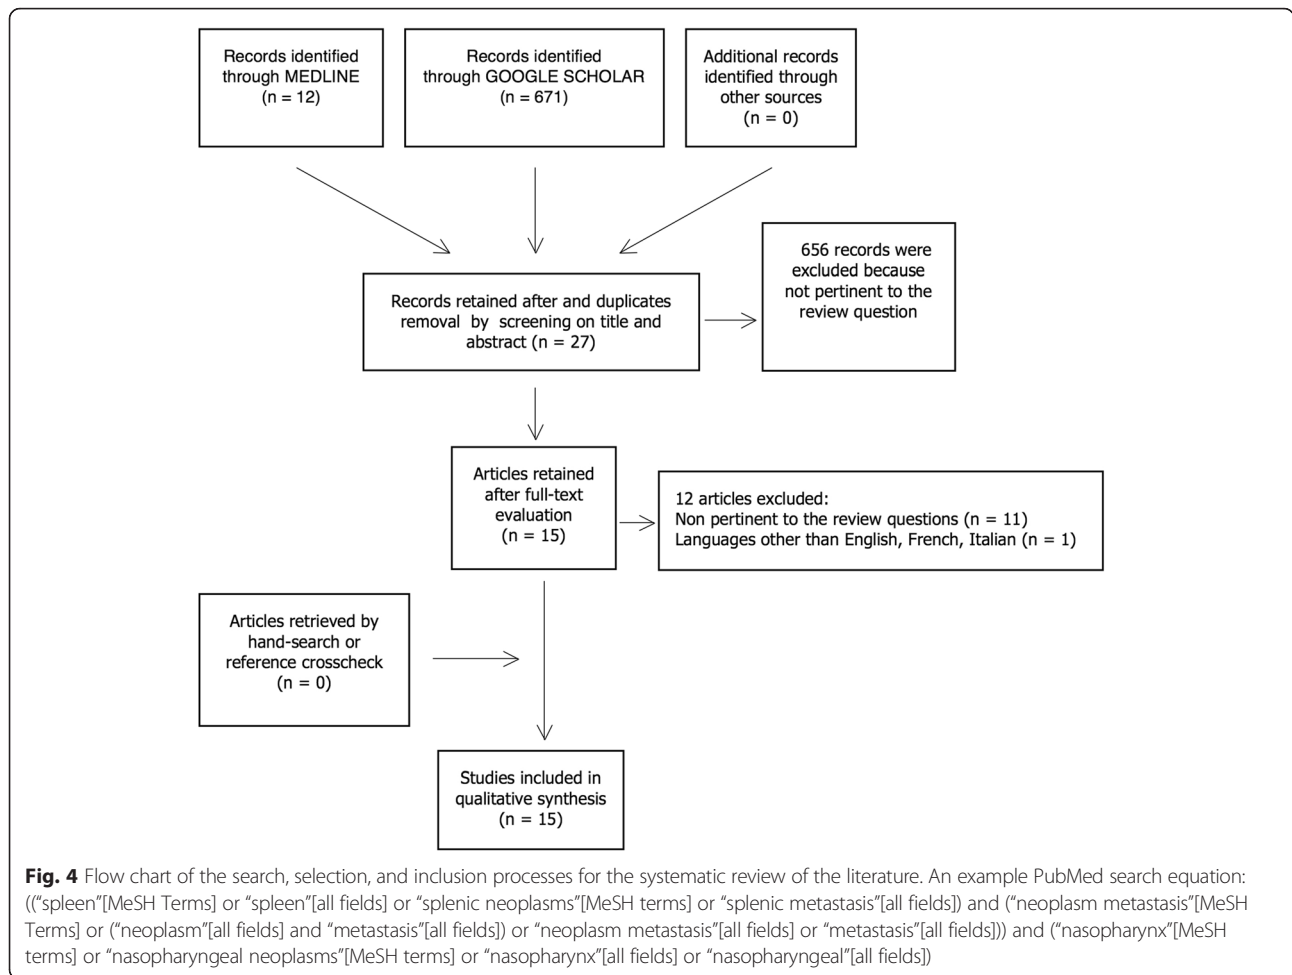 Records identified
through MEDLINE
(n = 12)
Records identified
through GOOGLE SCHOLAR
(n = 671)
Additional records
identified through
other sources
(n = 0)
656 records were
excluded because
not pertinent to the
review question
Records retained after and duplicates
removal by screening on title and
abstract (n = 27)
Articles retained
after full-text
evaluation
(n = 15)
12 articles excluded:
Non pertinent to the review questions (n = 11)
Languages other than English, French, Italian (n = 1)
Articles retrieved by
hand-search or
reference crosscheck
(n = 0)
Studies included in
qualitative synthesis
(n = 15)
Fig. 4 Flow chart of the search, selection, and inclusion processes for the systematic review of the literature. An example PubMed search equation:
((“spleen”[MeSH Terms] or “spleen”[all fields] or “splenic neoplasms”[MeSH terms] or “splenic metastasis”[all fields]) and (“neoplasm metastasis”[MeSH
Terms] or (“neoplasm”[all fields] and “metastasis”[all fields]) or “neoplasm metastasis”[all fields] or “metastasis”[all fields])) and (“nasopharynx”[MeSH
terms] or “nasopharyngeal neoplasms”[MeSH terms] or “nasopharynx”[all fields] or “nasopharyngeal”[all fields])